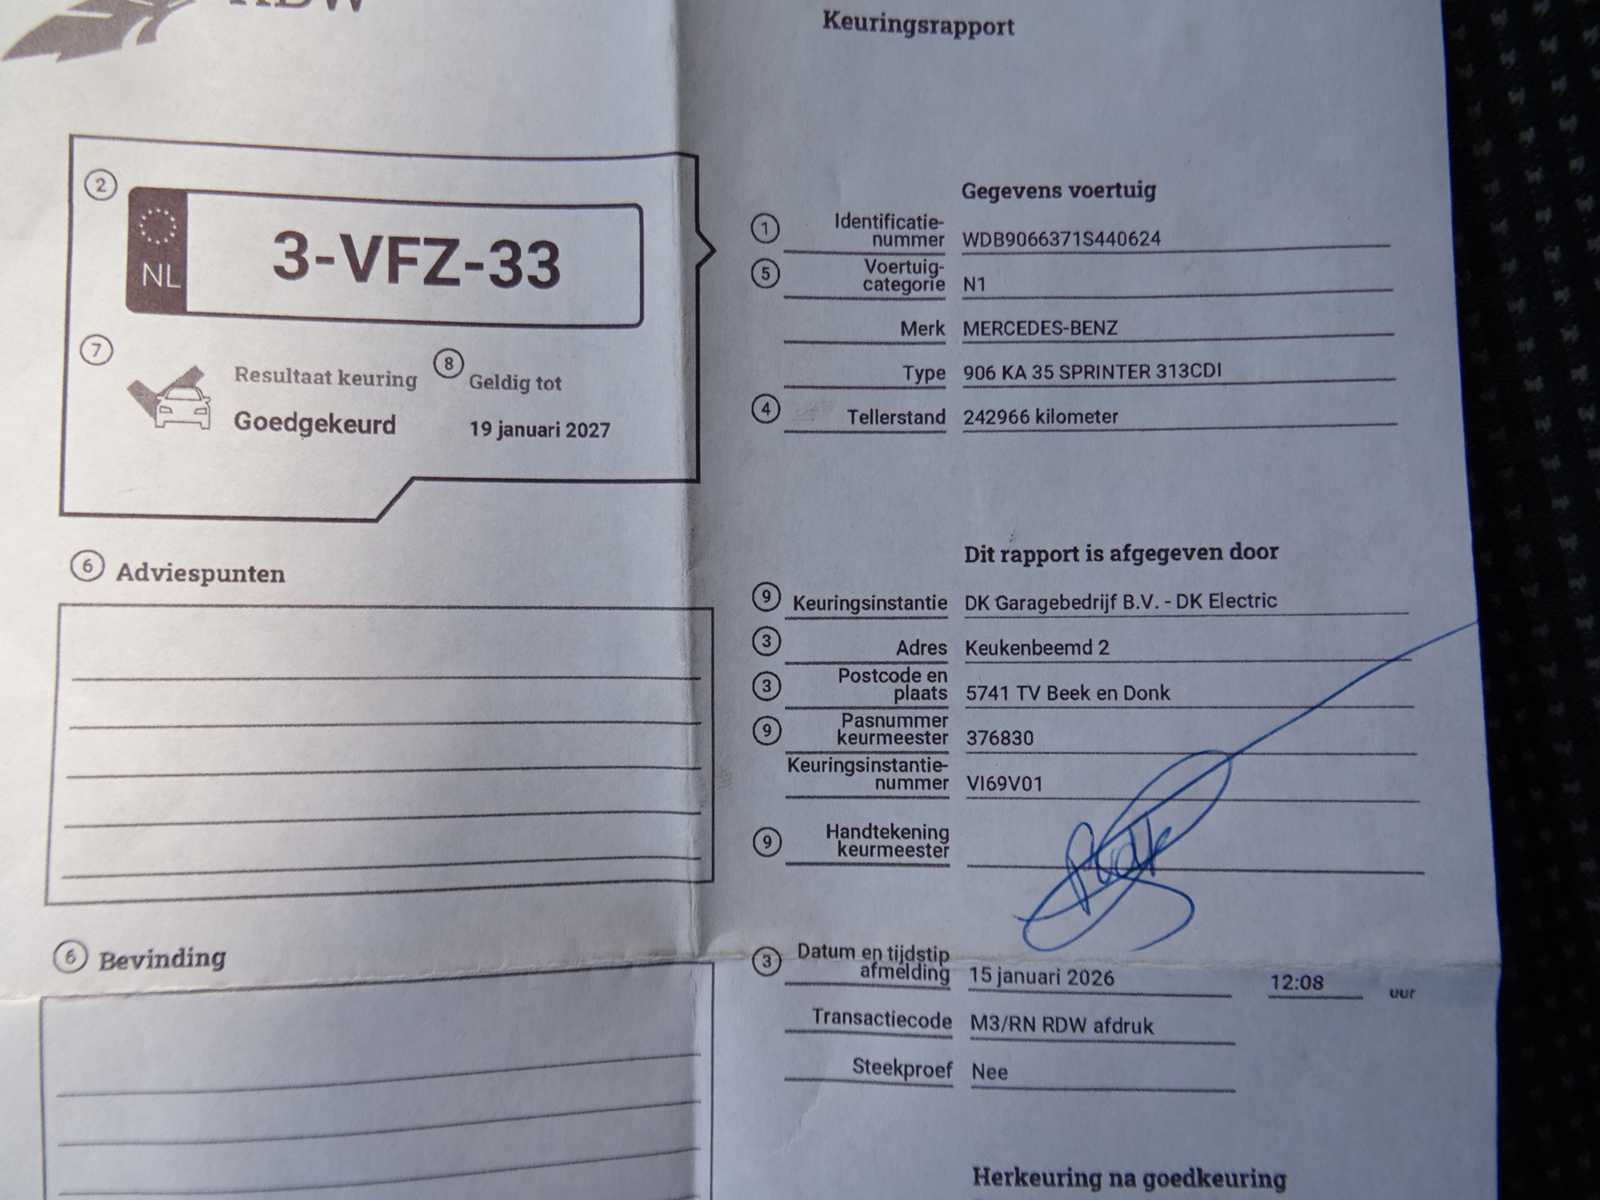 RDW
Keuringsrapport
2
NL
3-VFZ-33
7
Resultaat keuring
Goedgekeurd
8
Geldig tot
19 januari 2027
Gegevens voertuig
1 Identificatie-
nummer WDB9066371S440624
5 Voertuig-
categorie N1
Merk MERCEDES-BENZ
Type 906 KA 35 SPRINTER 313CDI
4 Tellerstand 242966 kilometer
6 Adviespunten
Dit rapport is afgegeven door
9 Keuringsinstantie DK Garagebedrijf B.V. - DK Electric
3 Adres Keukenbeemd 2
3 Postcode en
plaats 5741 TV Beek en Donk
9 Pasnummer
keurmeester 376830
Keuringsinstantie-
nummer VI69V01
9 Handtekening
keurmeester
6 Bevinding
3 Datum en tijdstip
afmelding 15 januari 2026 12:08 uur
Transactiecode M3/RN RDW afdruk
Steekproef Nee
Herkeuring na goedkeuring